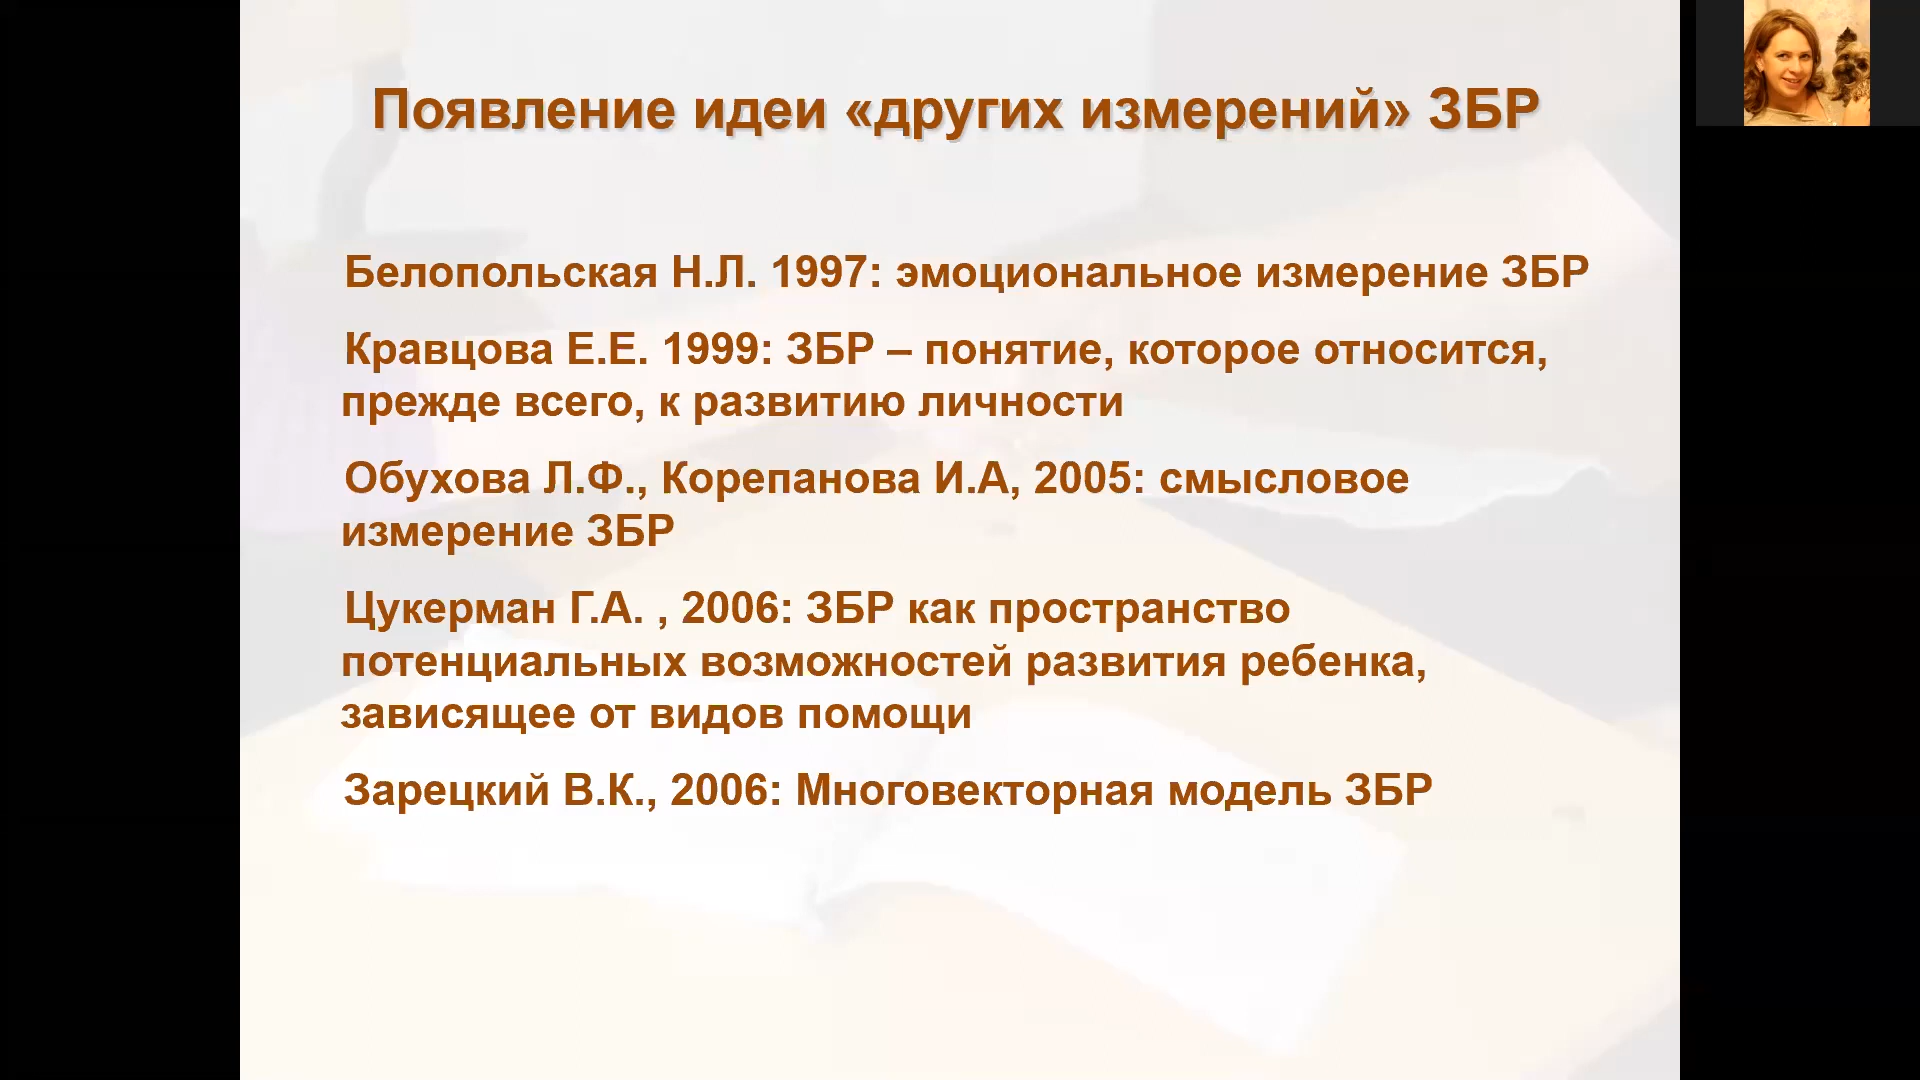 Появление идеи «других измерений» ЗБР
Белопольская Н.Л. 1997: эмоциональное измерение ЗБР
Кравцова Е.Е. 1999: ЗБР – понятие, которое относится,
прежде всего, к развитию личности
Обухова Л.Ф., Корепанова И.А, 2005: смысловое
измерение ЗБР
Цукерман Г.А. , 2006: ЗБР как пространство
потенциальных возможностей развития ребенка,
зависящее от видов помощи
Зарецкий В.К., 2006: Многовекторная модель ЗБР